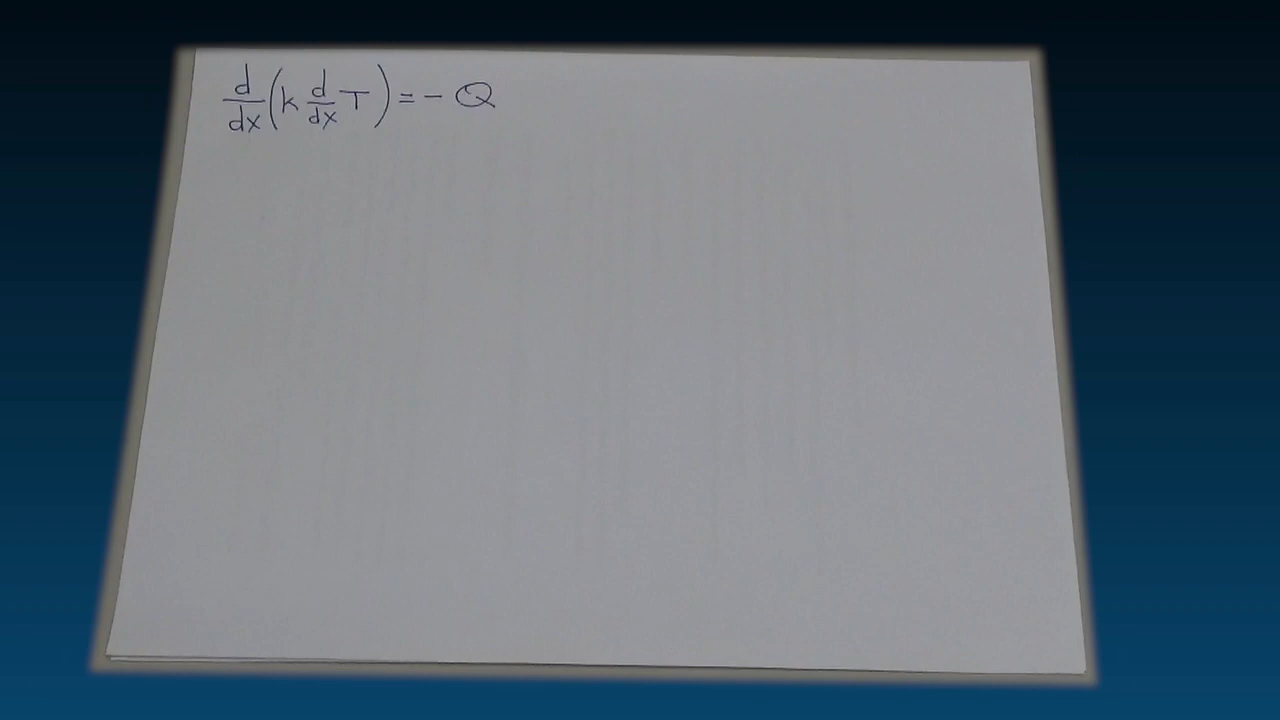 d/dx (k d/dx T) = - Q